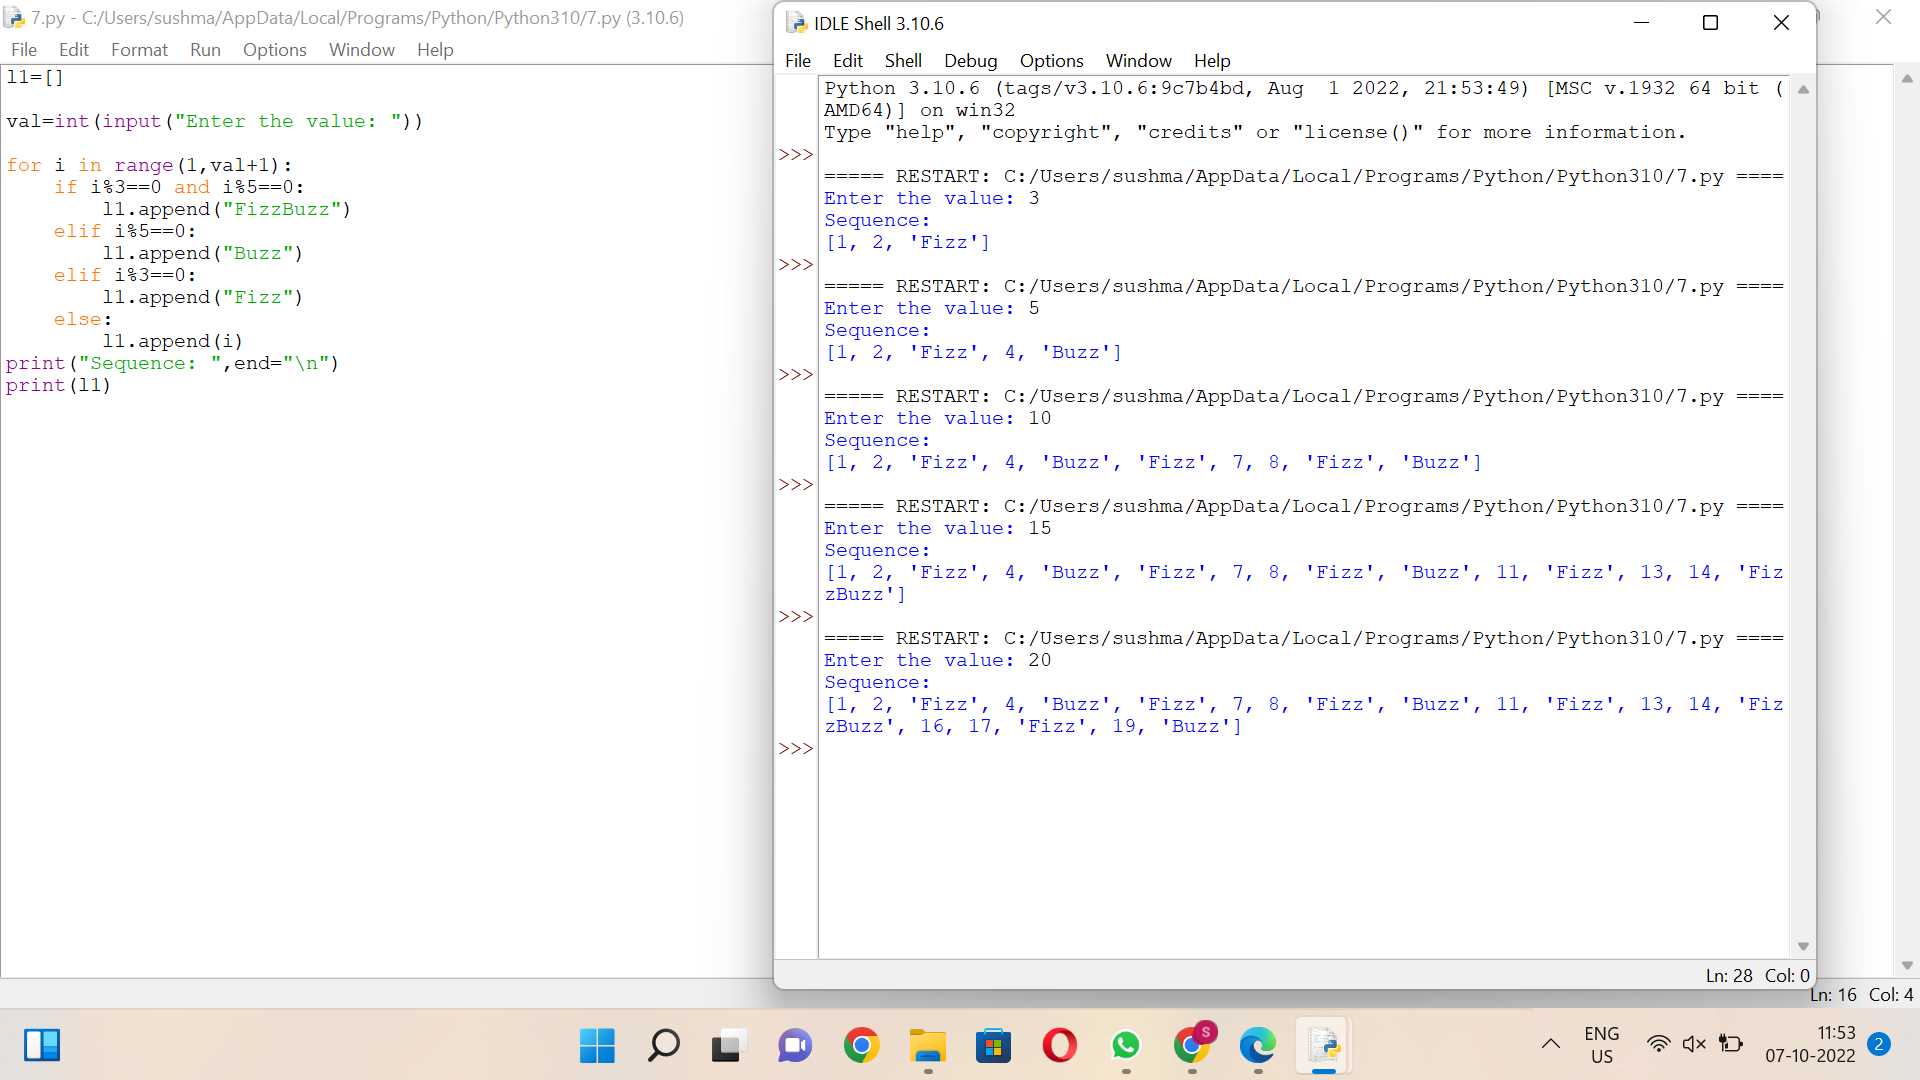 7.py - C:/Users/sushma/AppData/Local/Programs/Python/Python310/7.py (3.10.6)
File Edit Format Run Options Window Help
l1=[]
val=int(input("Enter the value: "))
for i in range(1,val+1):
    if i%3==0 and i%5==0:
        l1.append("FizzBuzz")
    elif i%5==0:
        l1.append("Buzz")
    elif i%3==0:
        l1.append("Fizz")
    else:
        l1.append(i)
print("Sequence: ",end="\n")
print(l1)
IDLE Shell 3.10.6
File Edit Shell Debug Options Window Help
Python 3.10.6 (tags/v3.10.6:9c7b4bd, Aug  1 2022, 21:53:49) [MSC v.1932 64 bit (
AMD64)] on win32
Type "help", "copyright", "credits" or "license()" for more information.
>>>
===== RESTART: C:/Users/sushma/AppData/Local/Programs/Python/Python310/7.py ====
Enter the value: 3
Sequence:
[1, 2, 'Fizz']
>>>
===== RESTART: C:/Users/sushma/AppData/Local/Programs/Python/Python310/7.py ====
Enter the value: 5
Sequence:
[1, 2, 'Fizz', 4, 'Buzz']
>>>
===== RESTART: C:/Users/sushma/AppData/Local/Programs/Python/Python310/7.py ====
Enter the value: 10
Sequence:
[1, 2, 'Fizz', 4, 'Buzz', 'Fizz', 7, 8, 'Fizz', 'Buzz']
>>>
===== RESTART: C:/Users/sushma/AppData/Local/Programs/Python/Python310/7.py ====
Enter the value: 15
Sequence:
[1, 2, 'Fizz', 4, 'Buzz', 'Fizz', 7, 8, 'Fizz', 'Buzz', 11, 'Fizz', 13, 14, 'Fiz
zBuzz']
>>>
===== RESTART: C:/Users/sushma/AppData/Local/Programs/Python/Python310/7.py ====
Enter the value: 20
Sequence:
[1, 2, 'Fizz', 4, 'Buzz', 'Fizz', 7, 8, 'Fizz', 'Buzz', 11, 'Fizz', 13, 14, 'Fiz
zBuzz', 16, 17, 'Fizz', 19, 'Buzz']
>>>
Ln: 28 Col: 0
Ln: 16 Col: 4
S
ENG
US
11:53
07-10-2022
2